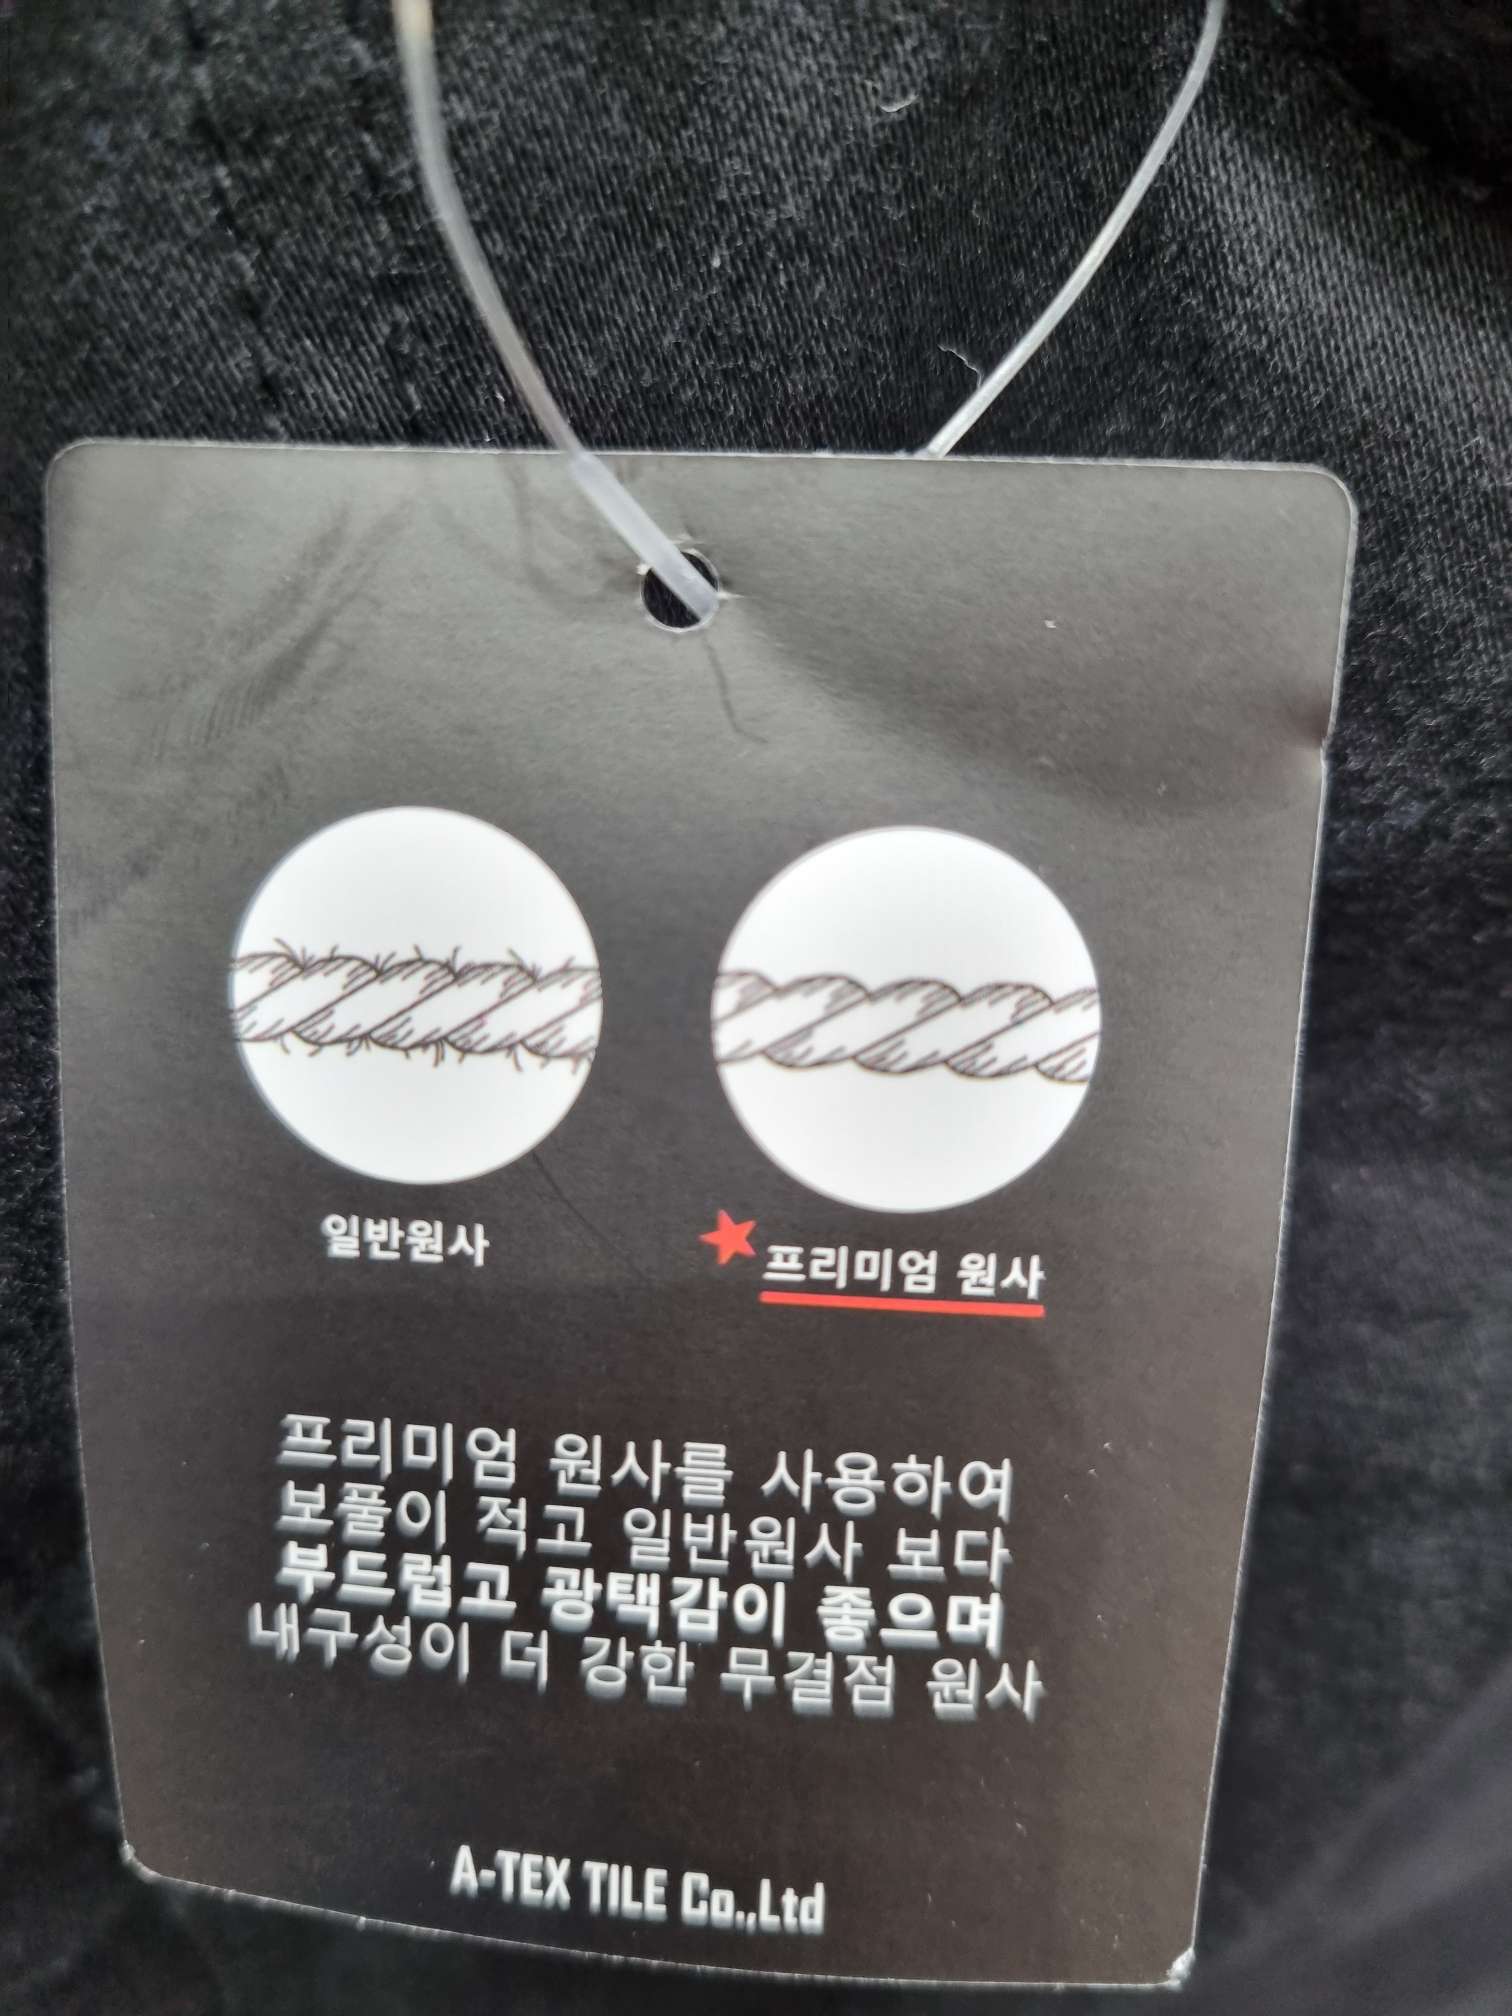 일반원사
프리미엄 원사
프리미엄 원사를 사용하여
보풀이 적고 일반원사 보다
부드럽고 광택감이 좋으며
내구성이 더 강한 무결점 원사
A-TEX TILE Co.,Ltd